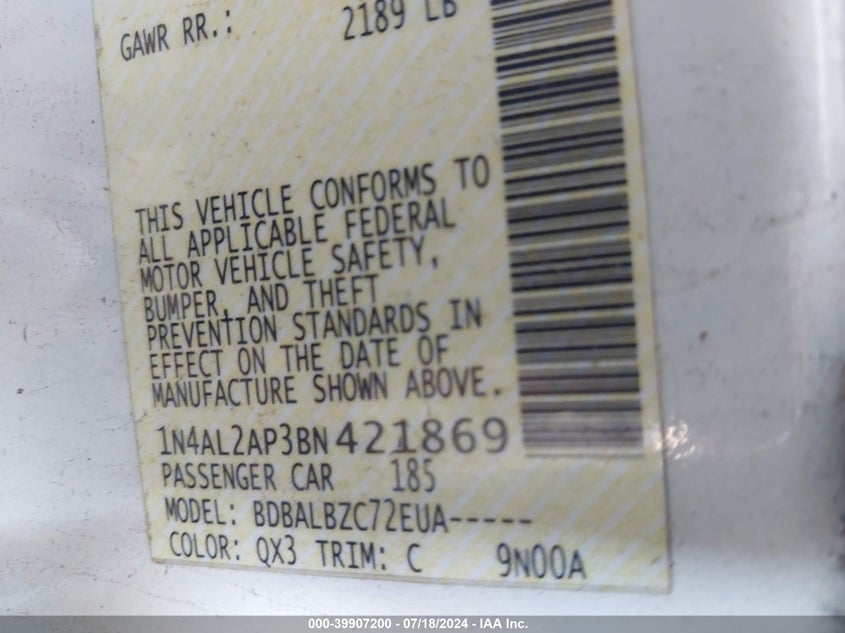 GAWR RR.: 2189 LB
THIS VEHICLE CONFORMS TO
ALL APPLICABLE FEDERAL
MOTOR VEHICLE SAFETY,
BUMPER, AND THEFT
PREVENTION STANDARDS IN
EFFECT ON THE DATE OF
MANUFACTURE SHOWN ABOVE.
1N4AL2AP3BN421869
PASSENGER CAR 185
MODEL: BDBALBZC72EUA-----
COLOR: QX3 TRIM: C 9N00A
000-39907200 - 07/18/2024 - IAA Inc.